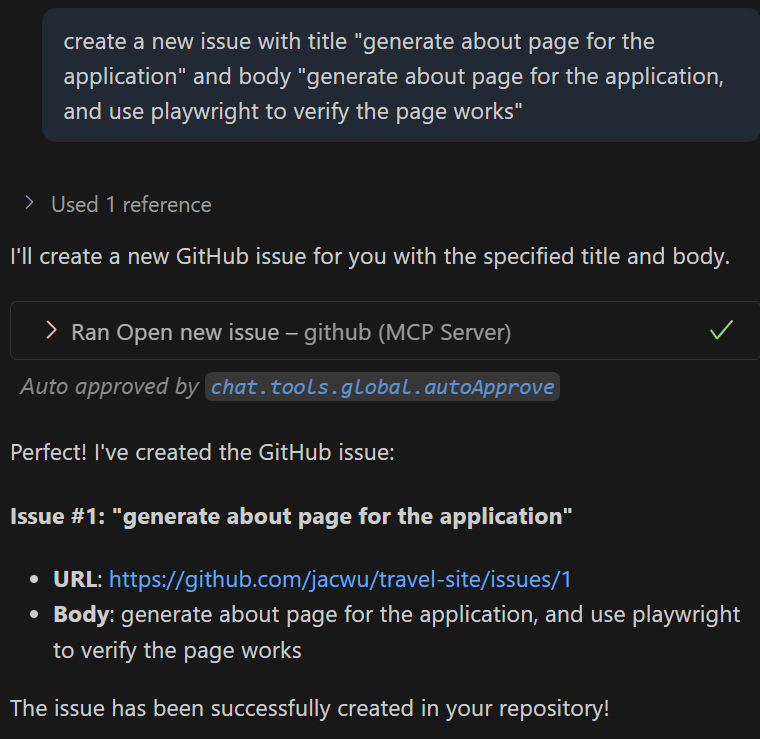 create a new issue with title "generate about page for the
application" and body "generate about page for the application,
and use playwright to verify the page works"
Used 1 reference
I'll create a new GitHub issue for you with the specified title and body.
Ran Open new issue – github (MCP Server)
Auto approved by chat.tools.global.autoApprove
Perfect! I've created the GitHub issue:
Issue #1: "generate about page for the application"
• URL: https://github.com/jacwu/travel-site/issues/1
• Body: generate about page for the application, and use playwright
to verify the page works
The issue has been successfully created in your repository!